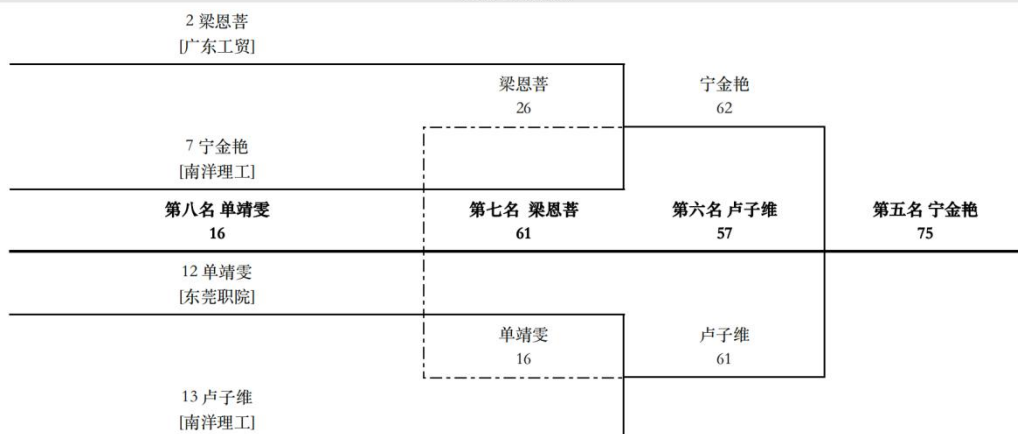 2 梁恩菩
[广东工贸]
梁恩菩
26
宁金艳
62
7 宁金艳
[南洋理工]
第八名 单靖雯
16
第七名 梁恩菩
61
第六名 卢子维
57
第五名 宁金艳
75
12 单靖雯
[东莞职院]
单靖雯
16
卢子维
61
13 卢子维
[南洋理工]